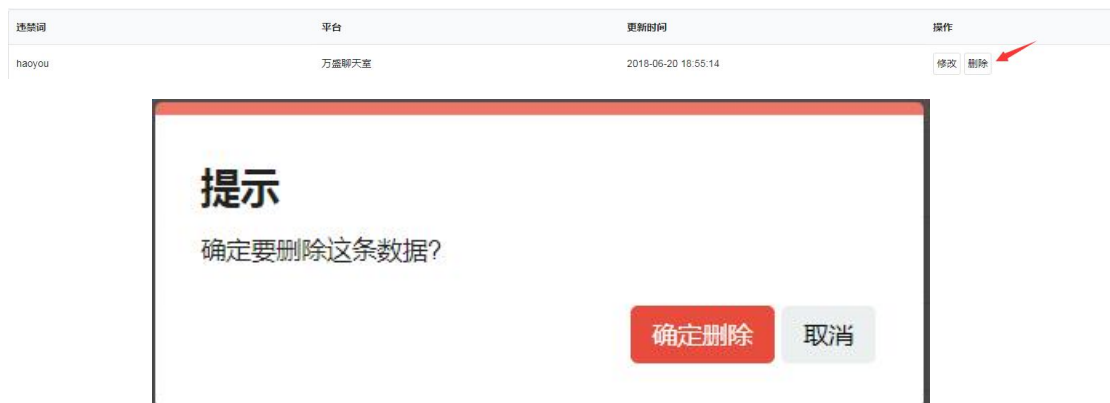 违禁词 平台 更新时间 操作
haoyou 万盛聊天室 2018-06-20 18:55:14 修改 删除
提示
确定要删除这条数据?
确定删除 取消